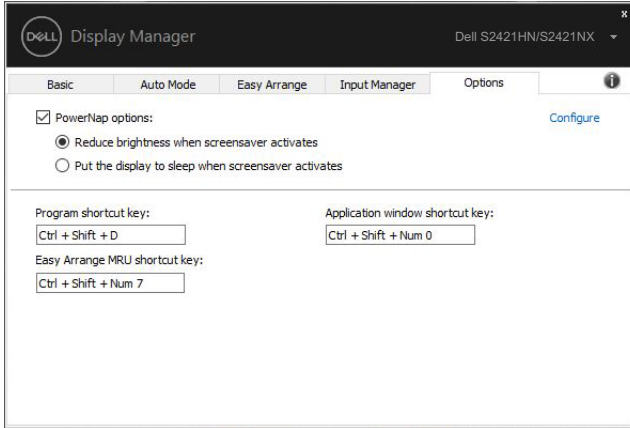 x
DELL Display Manager Dell S2421HN/S2421NX
Basic Auto Mode Easy Arrange Input Manager Options i
PowerNap options: Configure
Reduce brightness when screensaver activates
Put the display to sleep when screensaver activates
Program shortcut key: Application window shortcut key:
Ctrl + Shift + D Ctrl + Shift + Num 0
Easy Arrange MRU shortcut key:
Ctrl + Shift + Num 7